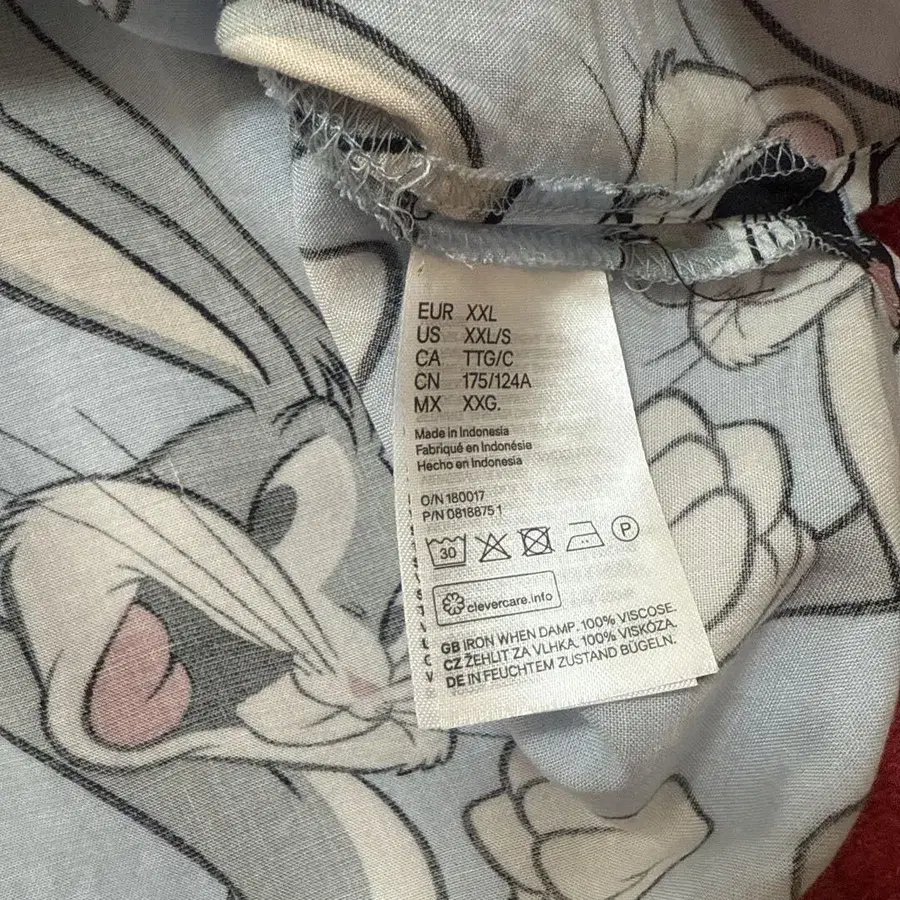 EUR XXL
US XXL/S
CA TTG/C
CN 175/124A
MX XXG.
Made in Indonesia
Fabriqué en Indonésie
Hecho en Indonesia
O/N 180017
P/N 0818875 1
30
P
clevercare.info
GB IRON WHEN DAMP. 100% VISCOSE.
CZ ŽEHLIT ZA VLHKA. 100% VISKÓZA.
DE IN FEUCHTEM ZUSTAND BÜGELN.